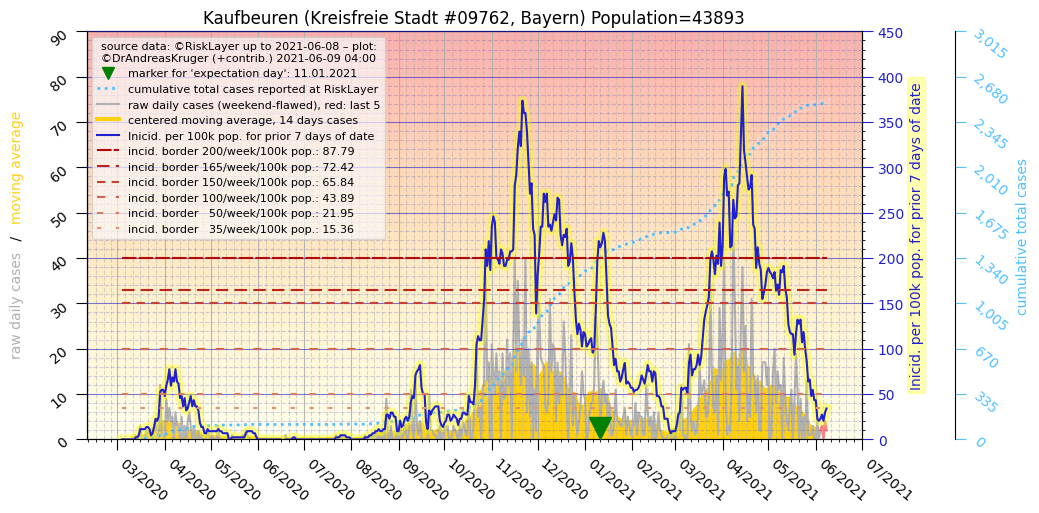 Kaufbeuren (Kreisfreie Stadt #09762, Bayern) Population=43893
source data: ©RiskLayer up to 2021-06-08 – plot:
©DrAndreasKruger (+contrib.) 2021-06-09 04:00
marker for 'expectation day': 11.01.2021
cumulative total cases reported at RiskLayer
raw daily cases (weekend-flawed), red: last 5
centered moving average, 14 days cases
Inicid. per 100k pop. for prior 7 days of date
incid. border 200/week/100k pop.: 87.79
incid. border 165/week/100k pop.: 72.42
incid. border 150/week/100k pop.: 65.84
incid. border 100/week/100k pop.: 43.89
incid. border 50/week/100k pop.: 21.95
incid. border 35/week/100k pop.: 15.36
raw daily cases / moving average
90
80
70
60
50
40
30
20
10
0
450
400
350
300
250
200
150
100
50
0
Inicid. per 100k pop. for prior 7 days of date
3,015
2,680
2,345
2,010
1,675
1,340
1,005
670
335
0
cumulative total cases
03/2020
04/2020
05/2020
06/2020
07/2020
08/2020
09/2020
10/2020
11/2020
12/2020
01/2021
02/2021
03/2021
04/2021
05/2021
06/2021
07/2021